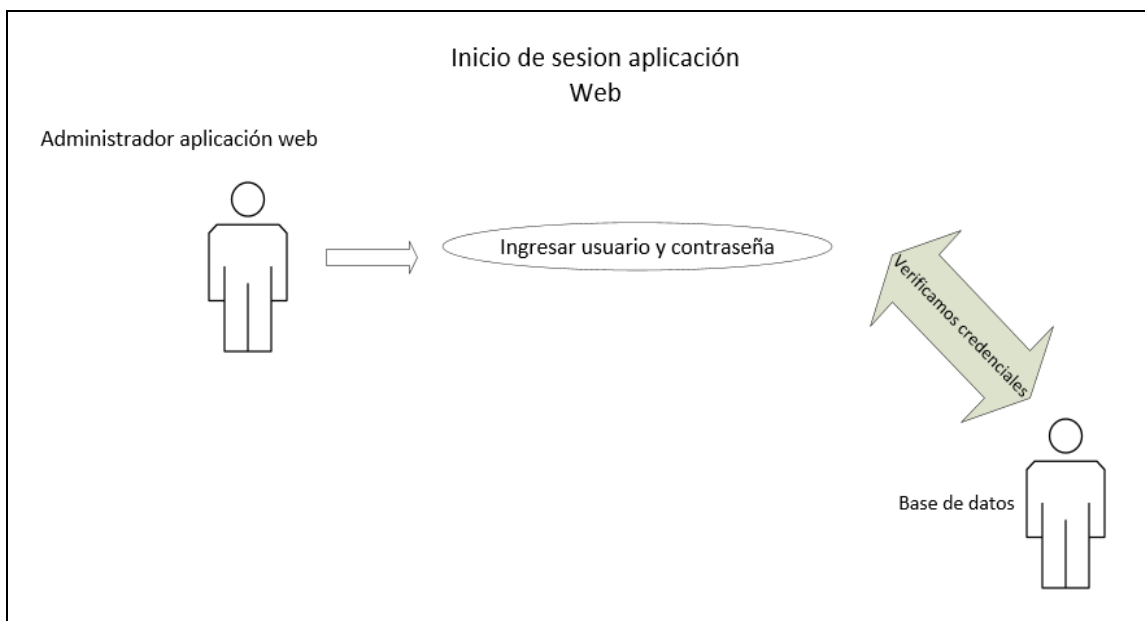 Inicio de sesion aplicación
Web
Administrador aplicación web
Ingresar usuario y contraseña
Verificamos credenciales
Base de datos